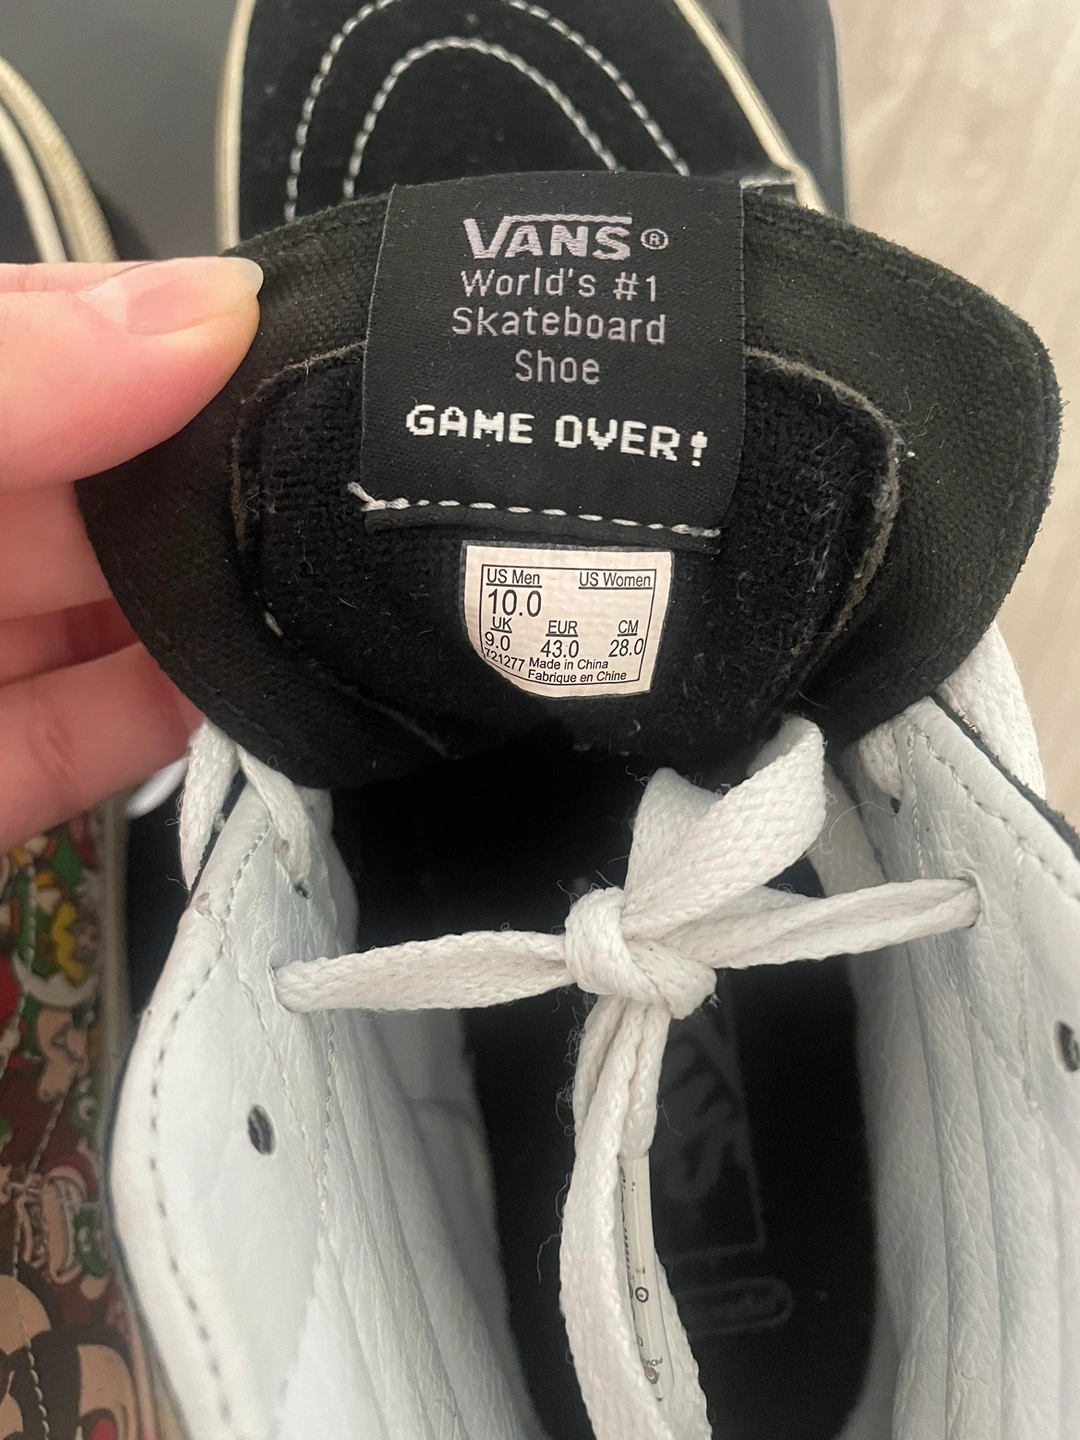 VANS®
World's #1
Skateboard
Shoe
GAME OVER!
US Men US Women
10.0
UK EUR CM
9.0 43.0 28.0
721277 Made in China
Fabrique en Chine